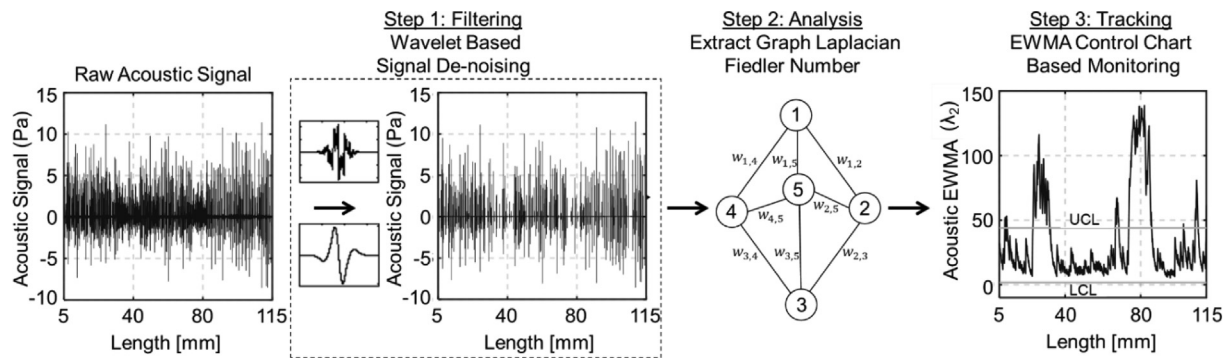 Step 1: Filtering
Wavelet Based
Signal De-noising
Step 2: Analysis
Extract Graph Laplacian
Fiedler Number
Step 3: Tracking
EWMA Control Chart
Based Monitoring
Raw Acoustic Signal
Acoustic Signal (Pa)
15
10
5
0
-5
-10
5
40
80
115
Length [mm]
Acoustic Signal (Pa)
15
10
5
0
-5
-10
5
40
80
115
Length [mm]
1
w1,4
w1,5
w1,2
5
4
2
w4,5
w2,5
w3,4
w3,5
w2,3
3
Acoustic EWMA (λ2)
150
100
50
0
UCL
LCL
5
40
80
115
Length [mm]